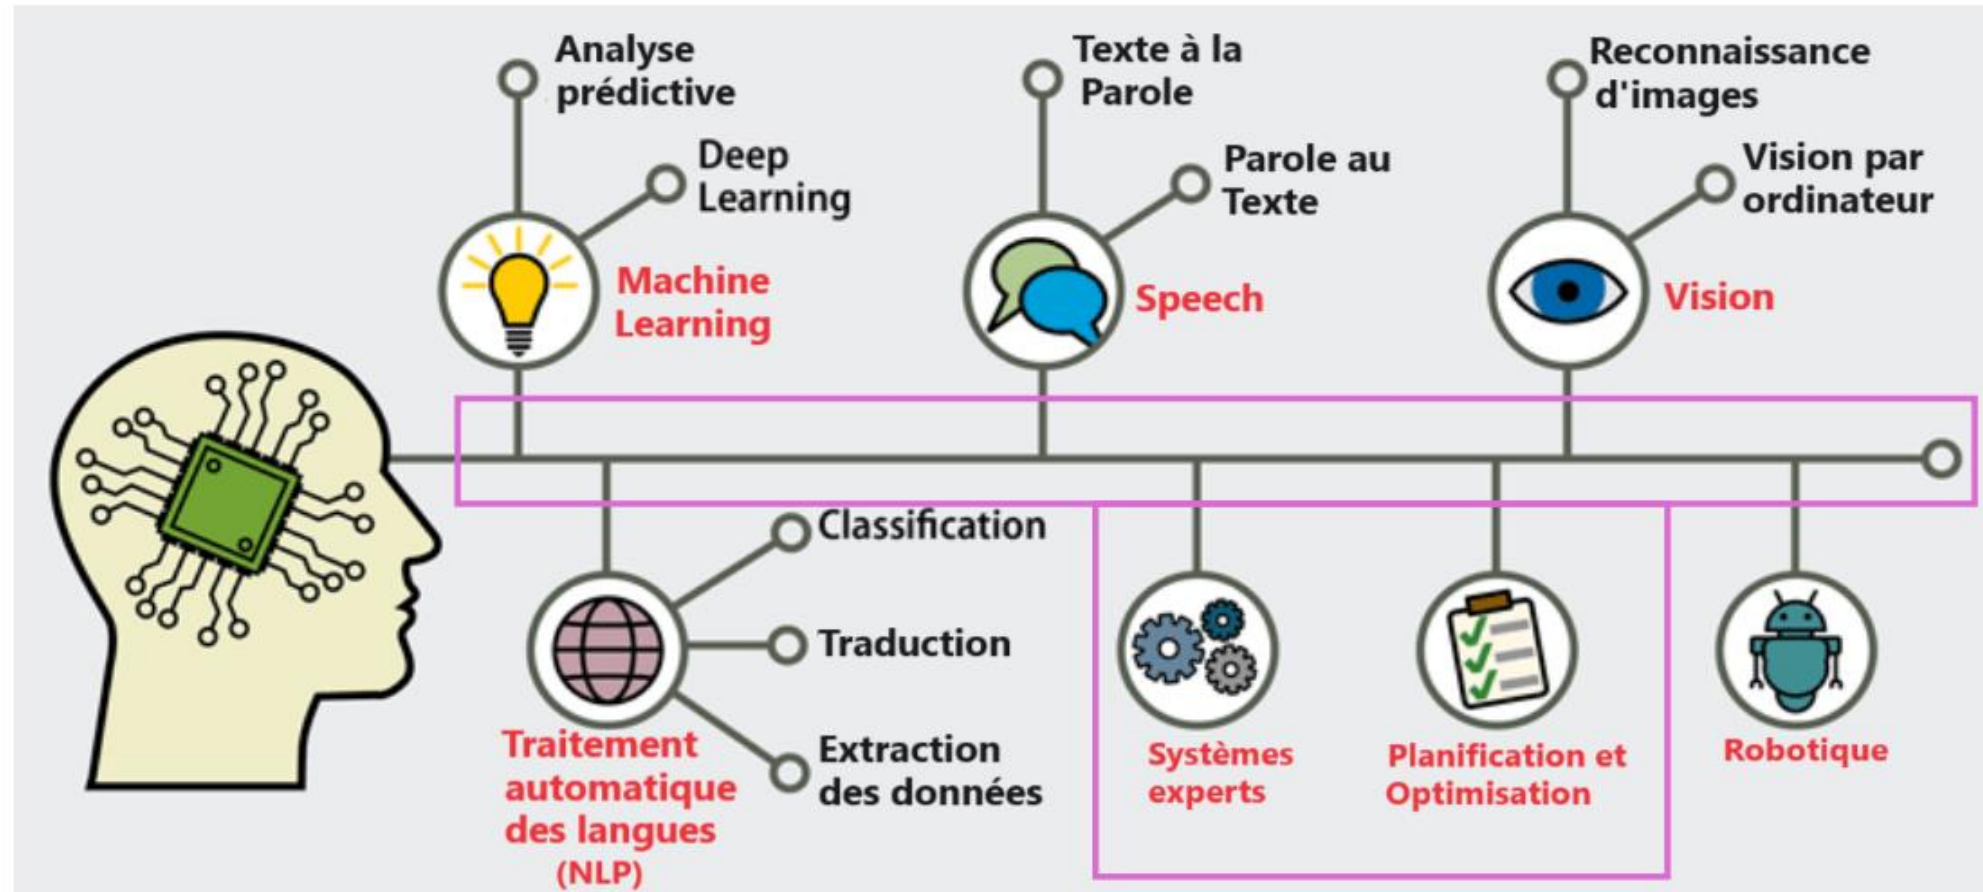 Analyse
prédictive
Deep
Learning
Machine
Learning
Texte à la
Parole
Parole au
Texte
Speech
Reconnaissance
d'images
Vision par
ordinateur
Vision
Classification
Traduction
Extraction
des données
Traitement
automatique
des langues
(NLP)
Systèmes
experts
Planification et
Optimisation
Robotique